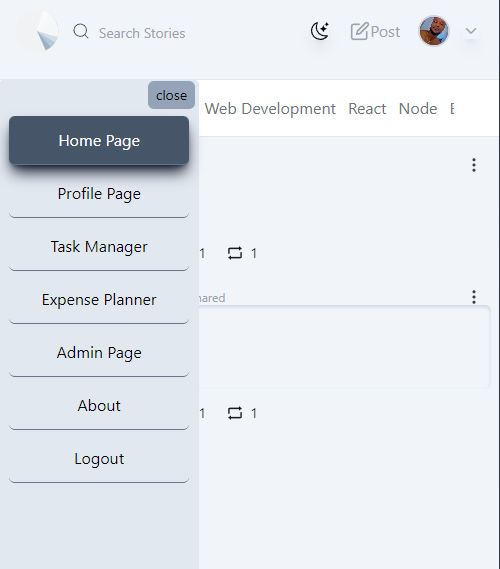 Search Stories
Post
close
Web Development React Node
Home Page
Profile Page
Task Manager
1 1
Expense Planner
Admin Page
About
1 1
Logout